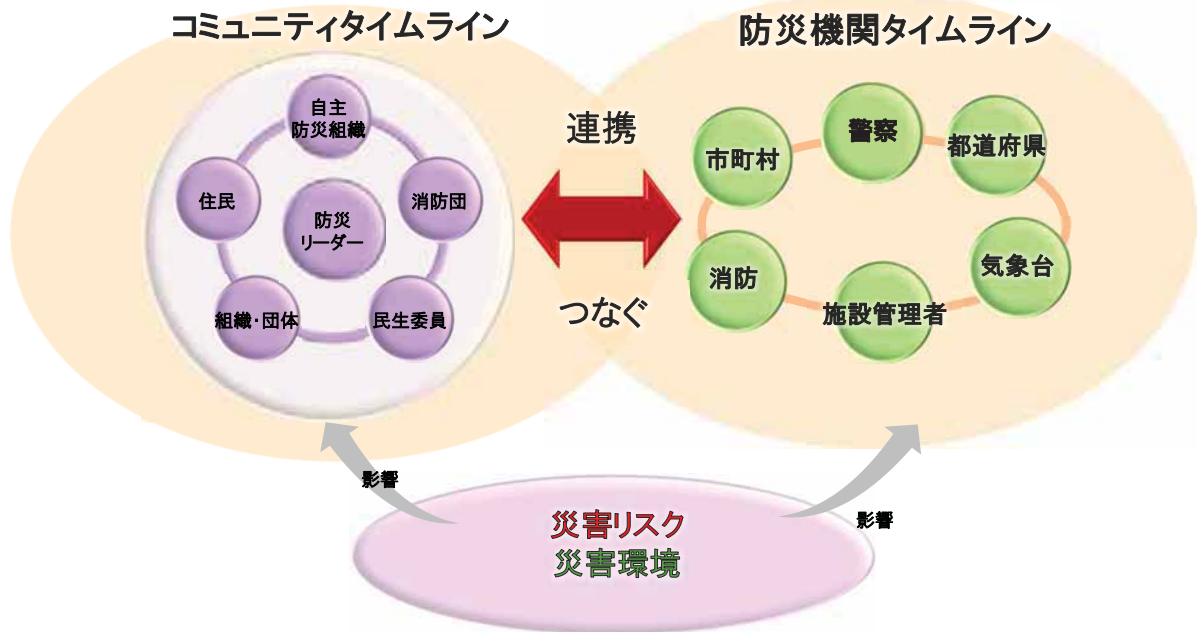 コミュニティタイムライン
防災機関タイムライン
自主
防災組織
住民
消防団
防災
リーダー
組織・団体
民生委員
連携
つなぐ
市町村
警察
都道府県
消防
施設管理者
気象台
影響
影響
災害リスク
災害環境